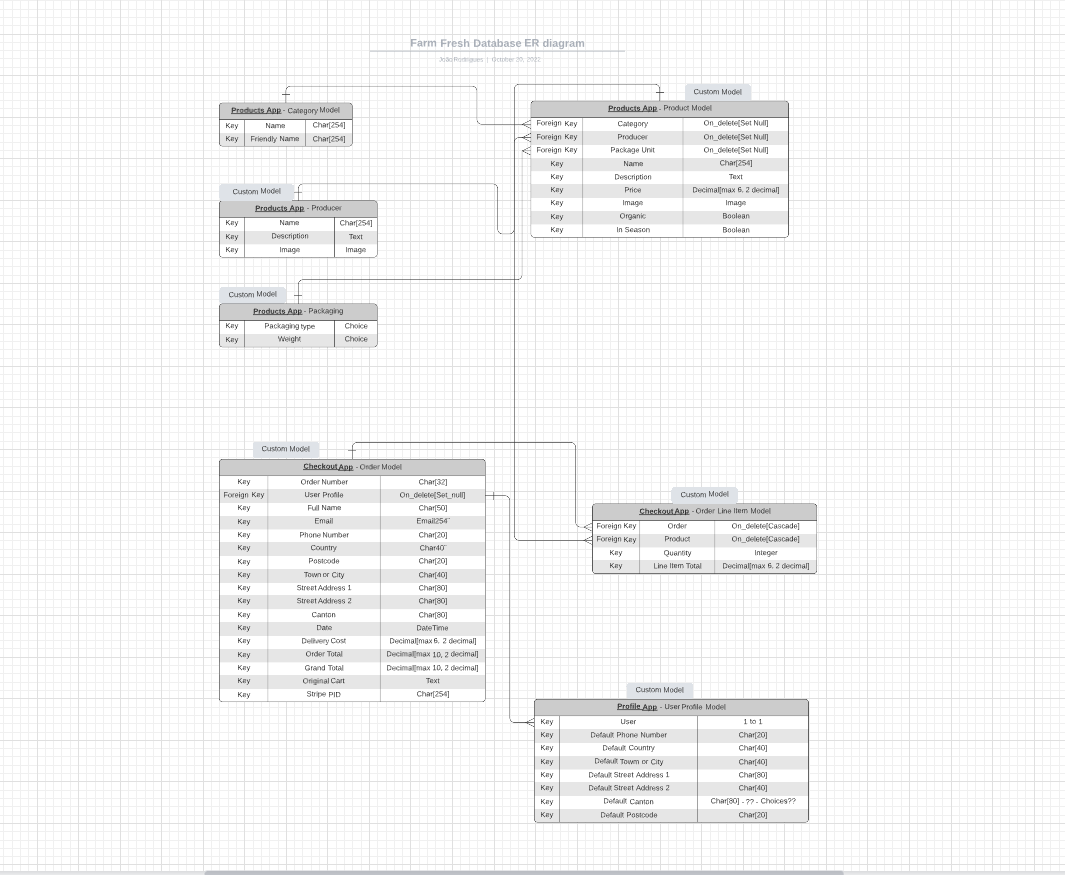 Farm Fresh Database ER diagram
João Rodrigues | October 20, 2021
Custom Model
Products App - Category Model
Key Name Char[254]
Key Friendly Name Char[254]
Products App - Product Model
Foreign Key Category On_delete[Set Null]
Foreign Key Producer On_delete[Set Null]
Foreign Key Package Unit On_delete[Set Null]
Key Name Char[254]
Key Description Text
Key Price Decimal[max 6, 2 decimal]
Key Image Image
Key Organic Boolean
Key In Season Boolean
Custom Model
Products App - Producer
Key Name Char[254]
Key Description Text
Key Image Image
Custom Model
Products App - Packaging
Key Packaging type Choice
Key Weight Choice
Custom Model
Checkout App - Order Model
Key Order Number Char[32]
Foreign Key User Profile On_delete[Set_null]
Key Full Name Char[50]
Key Email Email254
Key Phone Number Char[20]
Key Country Char40
Key Postcode Char[20]
Key Town or City Char[40]
Key Street Address 1 Char[80]
Key Street Address 2 Char[80]
Key Canton Char[80]
Key Date DateTime
Key Delivery Cost Decimal[max 6, 2 decimal]
Key Order Total Decimal[max 10, 2 decimal]
Key Grand Total Decimal[max 10, 2 decimal]
Key Original Cart Text
Key Stripe PID Char[254]
Custom Model
Checkout App - Order Line Item Model
Foreign Key Order On_delete[Cascade]
Foreign Key Product On_delete[Cascade]
Key Quantity Integer
Key Line Item Total Decimal[max 6, 2 decimal]
Custom Model
Profile App - User Profile Model
Key User 1 to 1
Key Default Phone Number Char[20]
Key Default Country Char[40]
Key Default Towm or City Char[40]
Key Default Street Address 1 Char[80]
Key Default Street Address 2 Char[40]
Key Default Canton Char[80] - ?? - Choices??
Key Default Postcode Char[20]